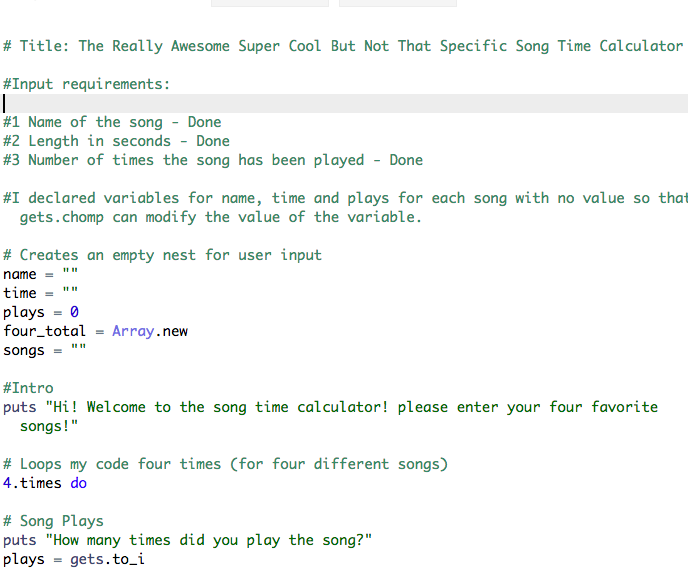 # Title: The Really Awesome Super Cool But Not That Specific Song Time Calculator
#Input requirements:
#1 Name of the song - Done
#2 Length in seconds - Done
#3 Number of times the song has been played - Done
#I declared variables for name, time and plays for each song with no value so that
gets.chomp can modify the value of the variable.
# Creates an empty nest for user input
name = ""
time = ""
plays = 0
four_total = Array.new
songs = ""
#Intro
puts "Hi! Welcome to the song time calculator! please enter your four favorite
songs!"
# Loops my code four times (for four different songs)
4.times do
# Song Plays
puts "How many times did you play the song?"
plays = gets.to_i